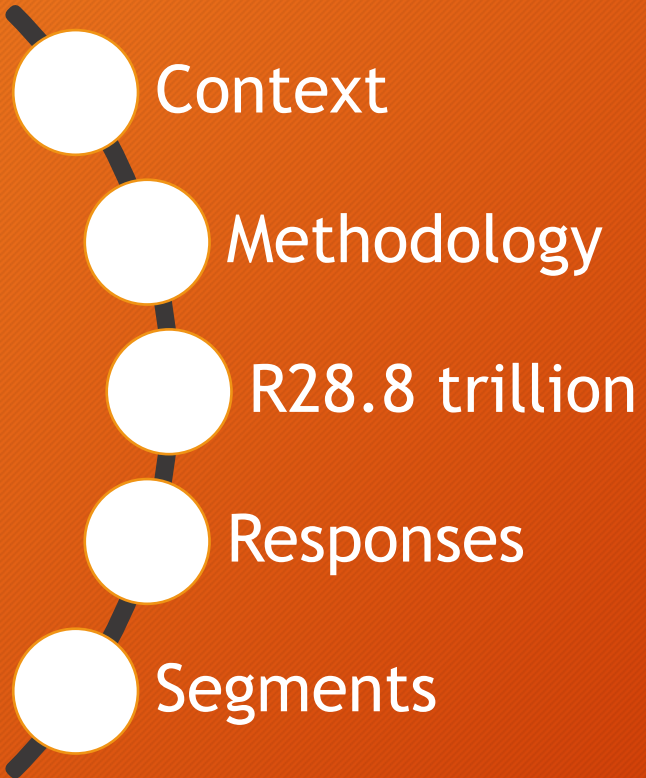 Context
Methodology
R28.8 trillion
Responses
Segments